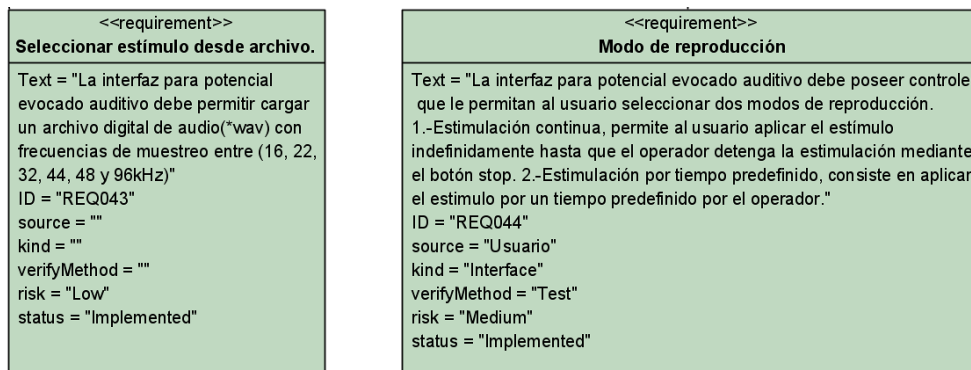 <<requirement>>
Seleccionar estímulo desde archivo.
Text = "La interfaz para potencial
evocado auditivo debe permitir cargar
un archivo digital de audio(*wav) con
frecuencias de muestreo entre (16, 22,
32, 44, 48 y 96kHz)"
ID = "REQ043"
source = ""
kind = ""
verifyMethod = ""
risk = "Low"
status = "Implemented"
<<requirement>>
Modo de reproducción
Text = "La interfaz para potencial evocado auditivo debe poseer controle
que le permitan al usuario seleccionar dos modos de reproducción.
1.-Estimulación continua, permite al usuario aplicar el estímulo
indefinidamente hasta que el operador detenga la estimulación mediante
el botón stop. 2.-Estimulación por tiempo predefinido, consiste en aplicar
el estimulo por un tiempo predefinido por el operador."
ID = "REQ044"
source = "Usuario"
kind = "Interface"
verifyMethod = "Test"
risk = "Medium"
status = "Implemented"